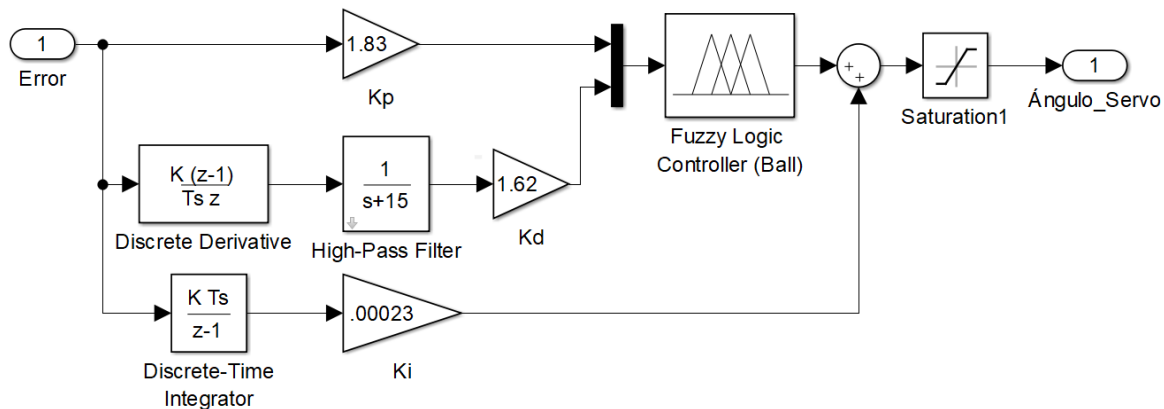 1
Error
1.83
Kp
Fuzzy Logic
Controller (Ball)
+
+
Saturation1
1
Ángulo_Servo
K (z-1)
Ts z
Discrete Derivative
1
s+15
High-Pass Filter
1.62
Kd
K Ts
z-1
Discrete-Time
Integrator
.00023
Ki